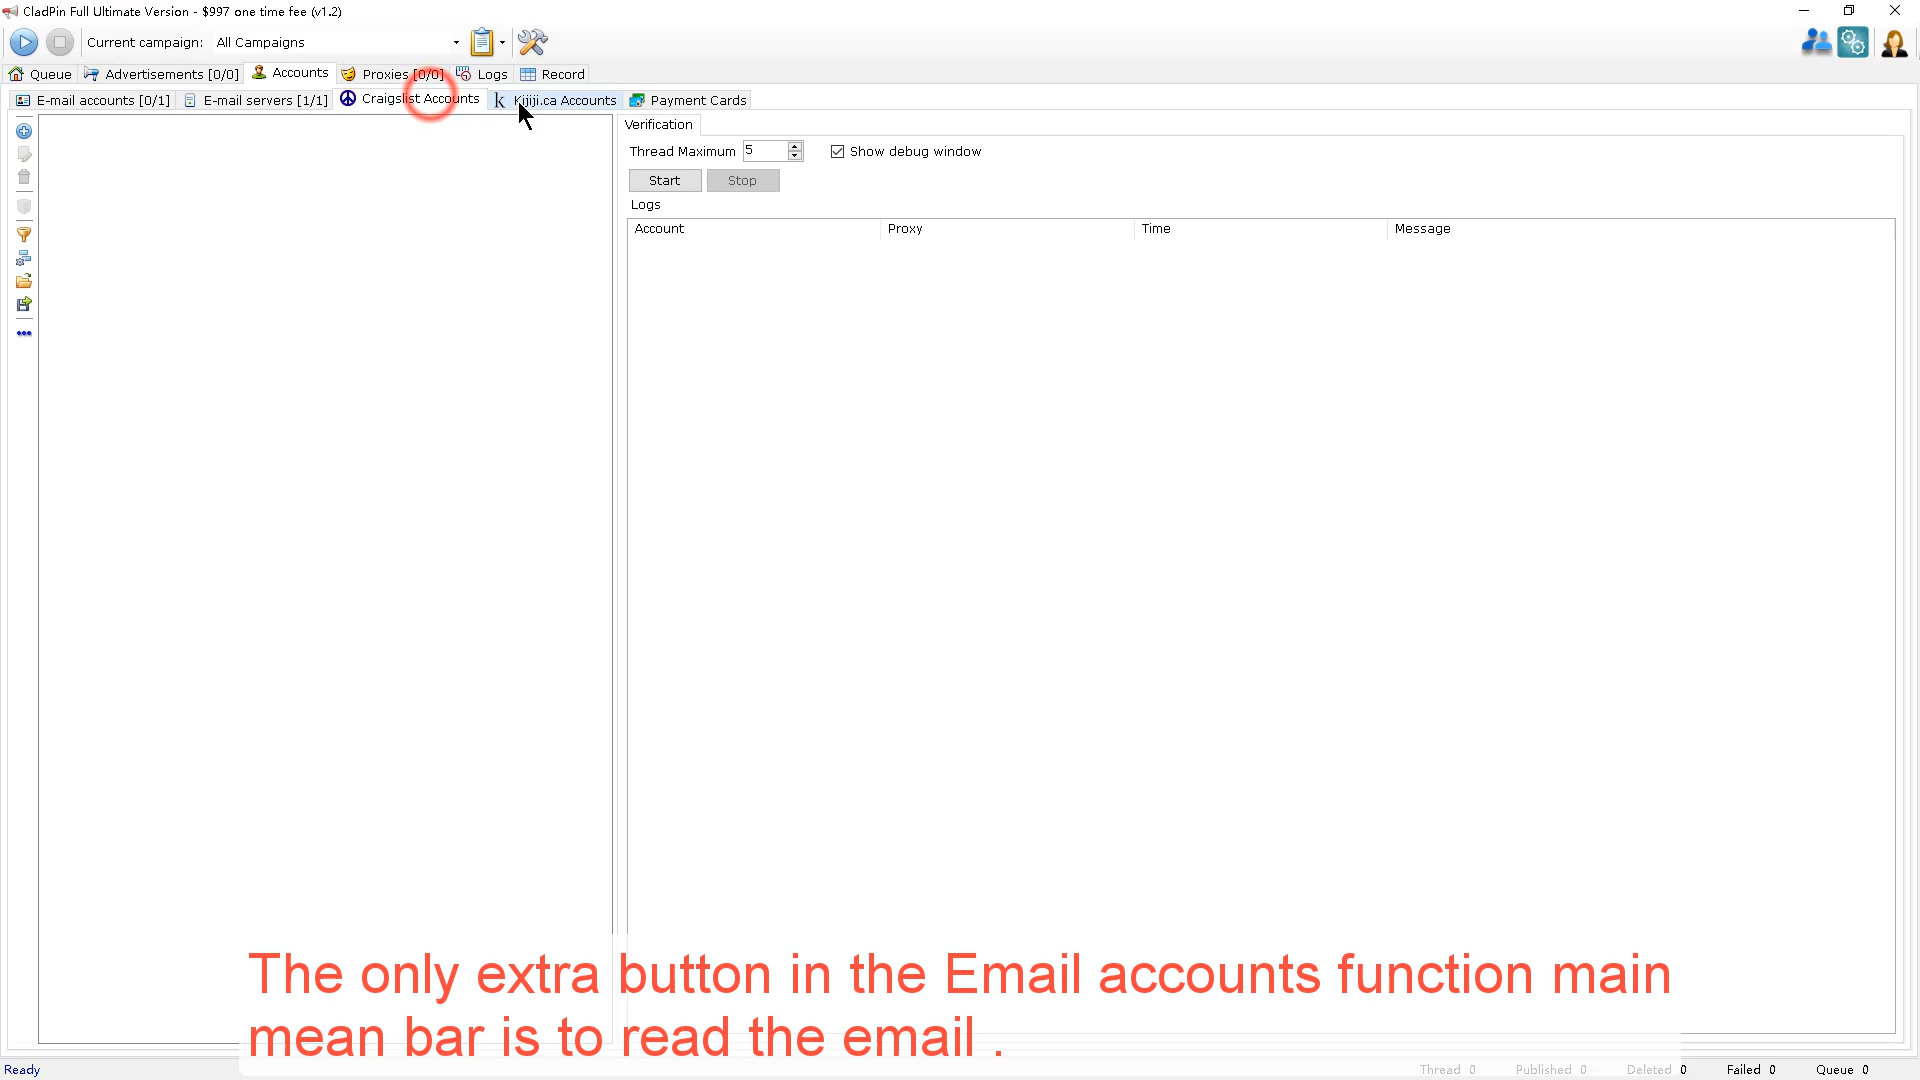 CladPin Full Ultimate Version - $997 one time fee (v1.2)
Current campaign: All Campaigns
Queue Advertisements [0/0] Accounts Proxies [0/0] Logs Record
E-mail accounts [0/1] E-mail servers [1/1] Craigslist Accounts k Kijiji.ca Accounts Payment Cards
Verification
Thread Maximum 5 Show debug window
Start Stop
Logs
Account Proxy Time Message
The only extra button in the Email accounts function main
mean bar is to read the email .
Ready Thread 0 Published 0 Deleted 0 Failed 0 Queue 0